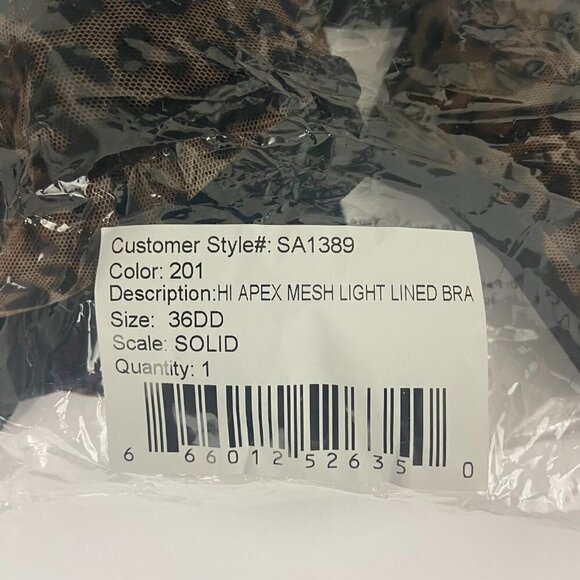 Customer Style#: SA1389
Color: 201
Description:HI APEX MESH LIGHT LINED BRA
Size: 36DD
Scale: SOLID
Quantity: 1
6 66012 52635 0